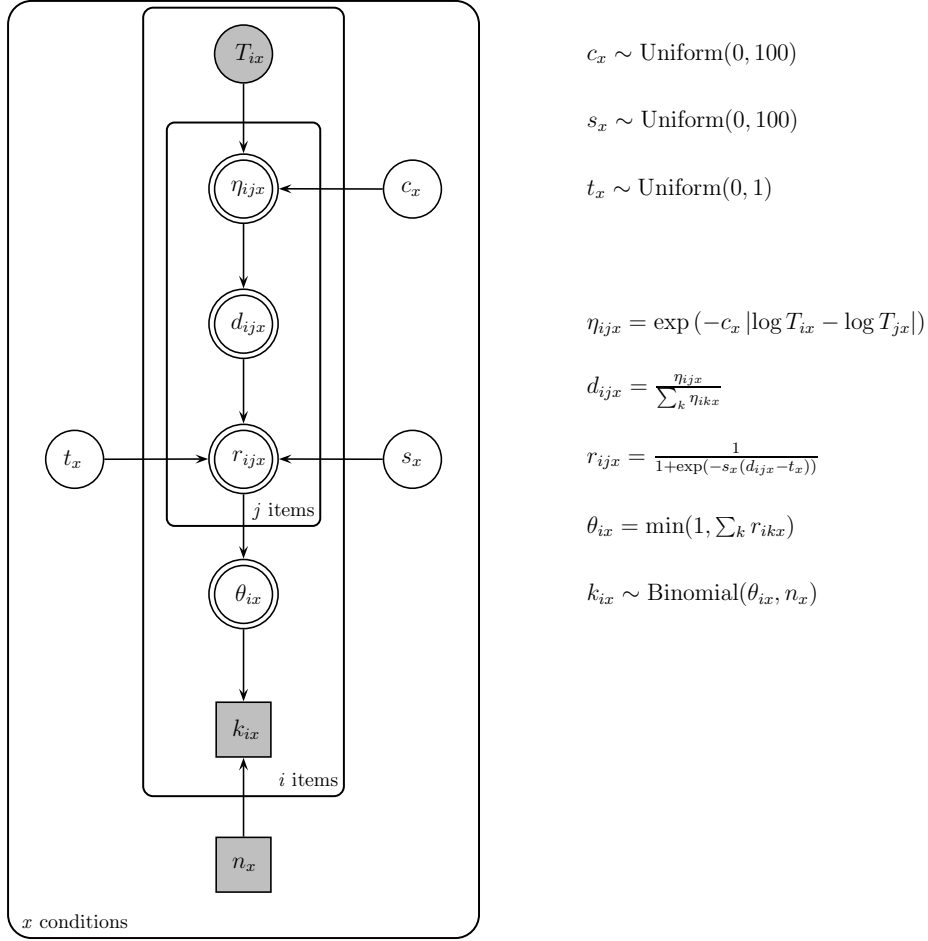 T_{ix}
η_{ijx}
c_x
d_{ijx}
t_x
r_{ijx}
s_x
j items
θ_{ix}
k_{ix}
i items
n_x
x conditions
c_x ∼ Uniform(0, 100)
s_x ∼ Uniform(0, 100)
t_x ∼ Uniform(0, 1)
η_{ijx} = exp (−c_x |log T_{ix} − log T_{jx}|)
d_{ijx} = \frac{η_{ijx}}{∑_k η_{ikx}}
r_{ijx} = \frac{1}{1+exp(−s_x(d_{ijx}−t_x))}
θ_{ix} = min(1, ∑_k r_{ikx})
k_{ix} ∼ Binomial(θ_{ix}, n_x)